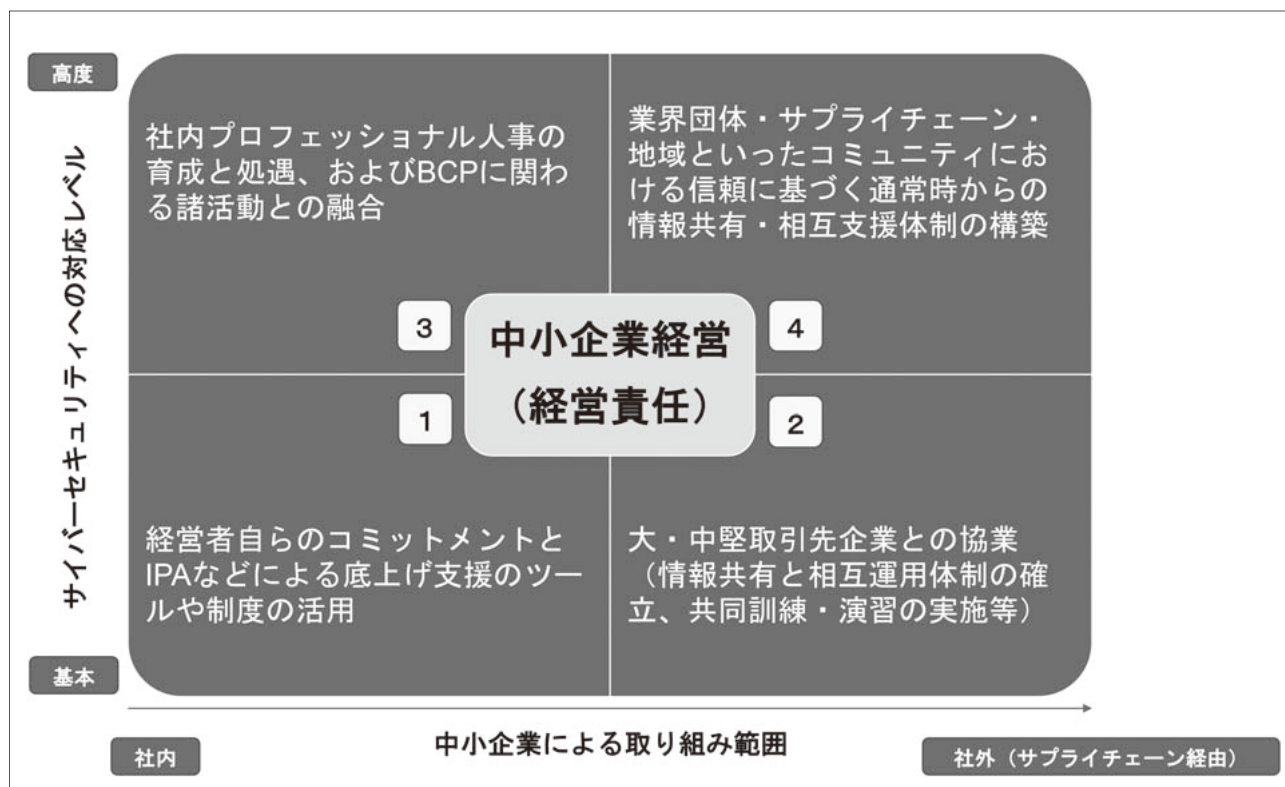 高度
サイバーセキュリティへの対応レベル
社内プロフェッショナル人事の
育成と処遇、およびBCPに関わ
る諸活動との融合
業界団体・サプライチェーン・
地域といったコミュニティにお
ける信頼に基づく通常時からの
情報共有・相互支援体制の構築
3
中小企業経営
（経営責任）
4
1
2
経営者自らのコミットメントと
IPAなどによる底上げ支援のツー
ルや制度の活用
大・中堅取引先企業との協業
（情報共有と相互運用体制の確
立、共同訓練・演習の実施等）
基本
社内
中小企業による取り組み範囲
社外（サプライチェーン経由）